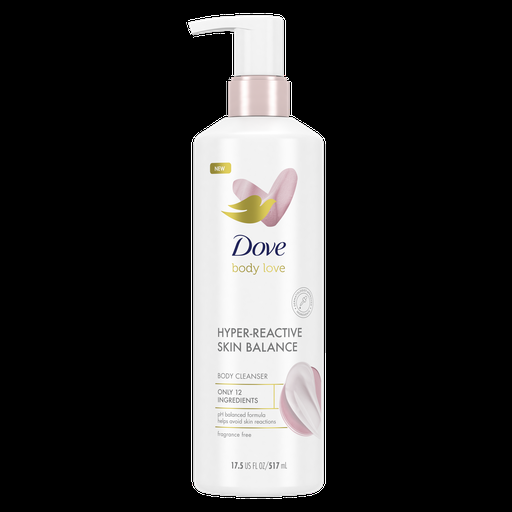 NEW
Dove
body love
HYPER-REACTIVE
SKIN BALANCE
BODY CLEANSER
ONLY 12
INGREDIENTS
pH balanced formula
helps avoid skin reactions
fragrance free
17.5 US FL OZ/517 mL